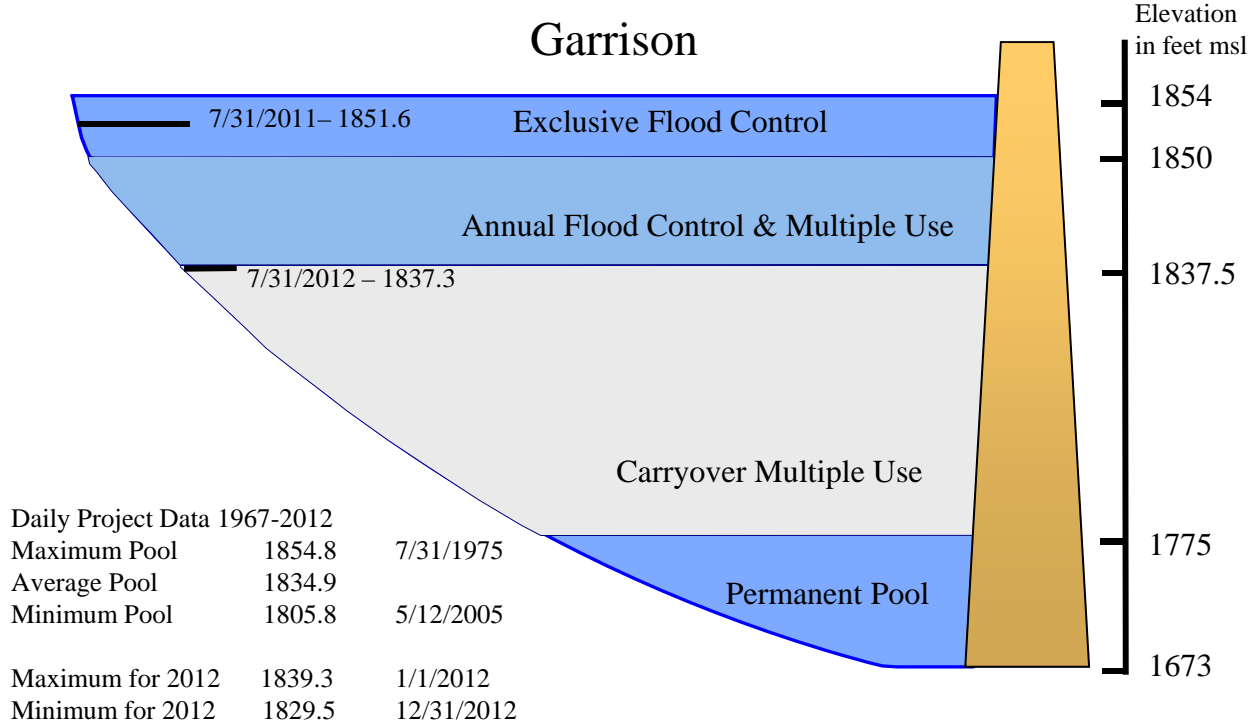 Garrison
Elevation
in feet msl
1854
7/31/2011– 1851.6
Exclusive Flood Control
1850
Annual Flood Control & Multiple Use
7/31/2012 – 1837.3
1837.5
Carryover Multiple Use
Daily Project Data 1967-2012
Maximum Pool 1854.8 7/31/1975
1775
Average Pool 1834.9
Permanent Pool
Minimum Pool 1805.8 5/12/2005
1673
Maximum for 2012 1839.3 1/1/2012
Minimum for 2012 1829.5 12/31/2012